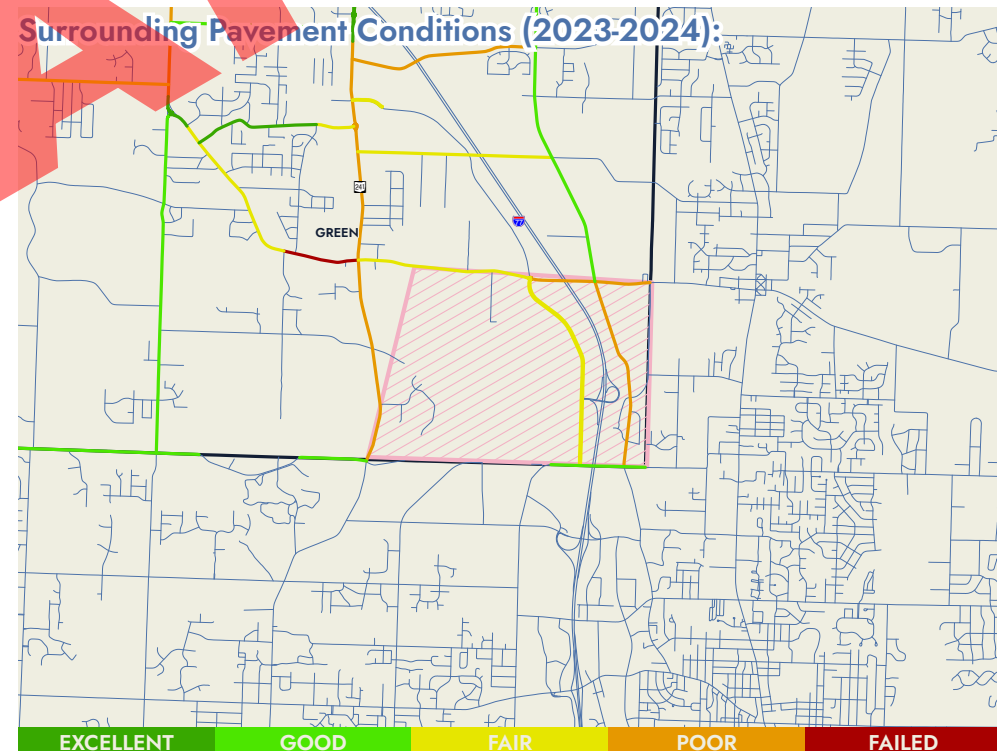 Surrounding Pavement Conditions (2023-2024):
241
77
GREEN
EXCELLENT GOOD FAIR POOR FAILED